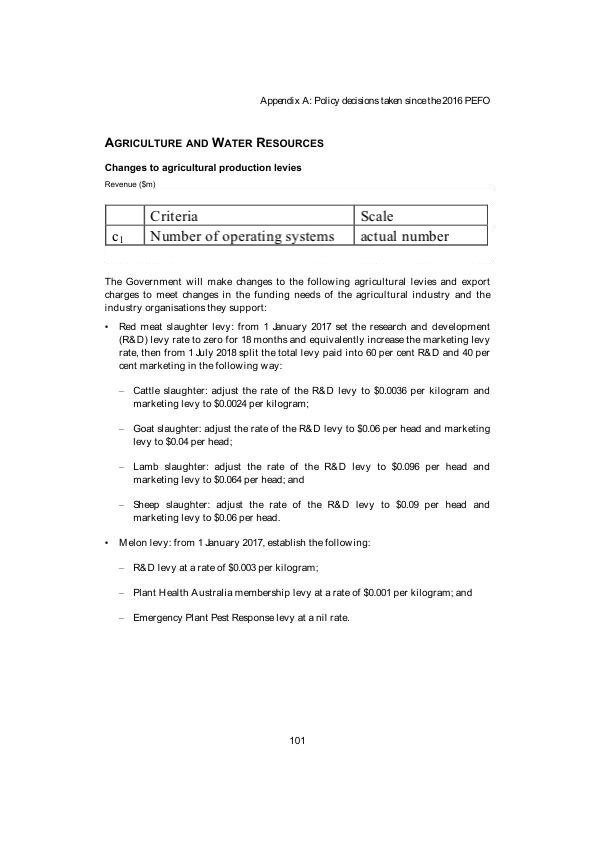 Appendix A: Policy decisions taken since the 2016 PEFO
AGRICULTURE AND WATER RESOURCES
Changes to agricultural production levies
Revenue ($m)
Criteria Scale
c1 Number of operating systems actual number
The Government will make changes to the following agricultural levies and export
charges to meet changes in the funding needs of the agricultural industry and the
industry organisations they support:
• Red meat slaughter levy: from 1 January 2017 set the research and development
(R&D) levy rate to zero for 18 months and equivalently increase the marketing levy
rate, then from 1 July 2018 split the total levy paid into 60 per cent R&D and 40 per
cent marketing in the following way:
– Cattle slaughter: adjust the rate of the R&D levy to $0.0036 per kilogram and
marketing levy to $0.0024 per kilogram;
– Goat slaughter: adjust the rate of the R&D levy to $0.06 per head and marketing
levy to $0.04 per head;
– Lamb slaughter: adjust the rate of the R&D levy to $0.096 per head and
marketing levy to $0.064 per head; and
– Sheep slaughter: adjust the rate of the R&D levy to $0.09 per head and
marketing levy to $0.06 per head.
• Melon levy: from 1 January 2017, establish the following:
– R&D levy at a rate of $0.003 per kilogram;
– Plant Health Australia membership levy at a rate of $0.001 per kilogram; and
– Emergency Plant Pest Response levy at a nil rate.
101